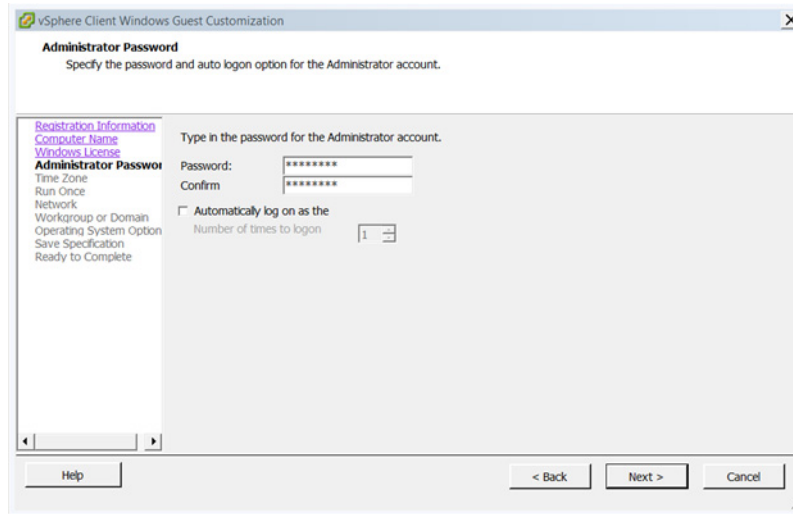 vSphere Client Windows Guest Customization
Administrator Password
Specify the password and auto logon option for the Administrator account.
Registration Information
Computer Name
Windows License
Administrator Passwor
Time Zone
Run Once
Network
Workgroup or Domain
Operating System Option
Save Specification
Ready to Complete
Type in the password for the Administrator account.
Password: ********
Confirm ********
Automatically log on as the
Number of times to logon 1
Help
< Back
Next >
Cancel